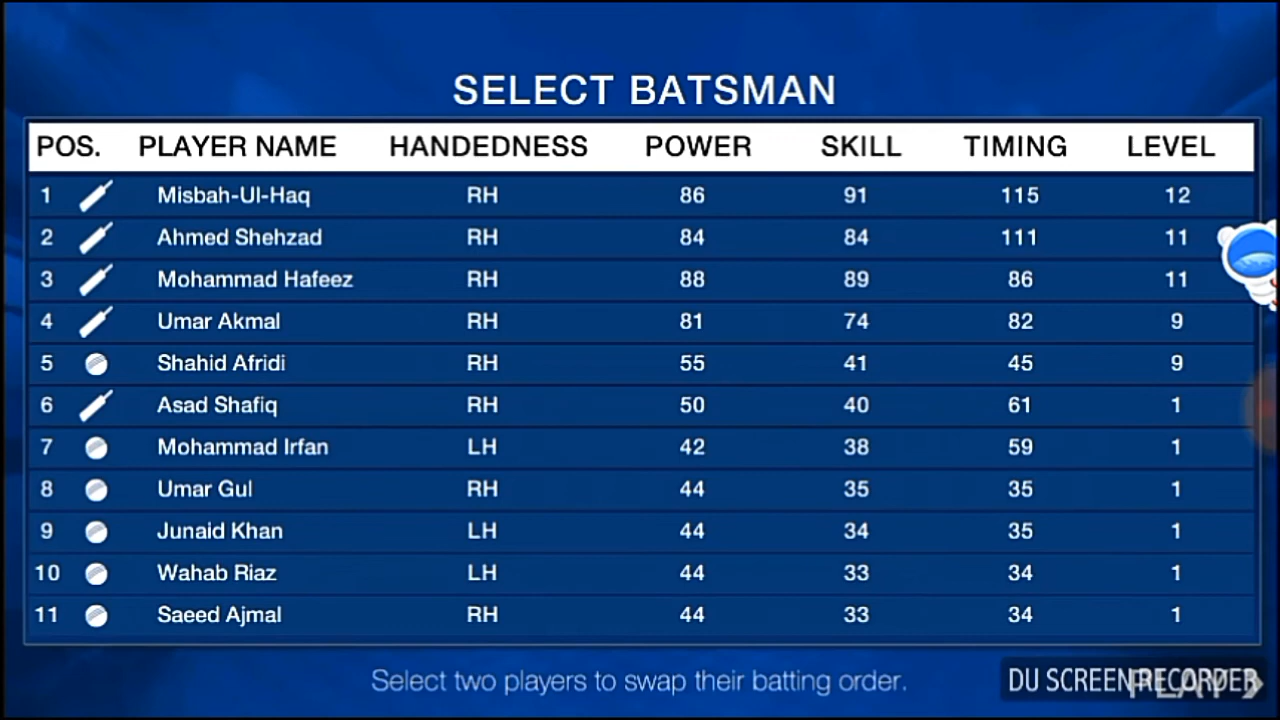 SELECT BATSMAN
POS. PLAYER NAME HANDEDNESS POWER SKILL TIMING LEVEL
1 Misbah-Ul-Haq RH 86 91 115 12
2 Ahmed Shehzad RH 84 84 111 11
3 Mohammad Hafeez RH 88 89 86 11
4 Umar Akmal RH 81 74 82 9
5 Shahid Afridi RH 55 41 45 9
6 Asad Shafiq RH 50 40 61 1
7 Mohammad Irfan LH 42 38 59 1
8 Umar Gul RH 44 35 35 1
9 Junaid Khan LH 44 34 35 1
10 Wahab Riaz LH 44 33 34 1
11 Saeed Ajmal RH 44 33 34 1
Select two players to swap their batting order.
DU SCREEN RECORDER
PLAY